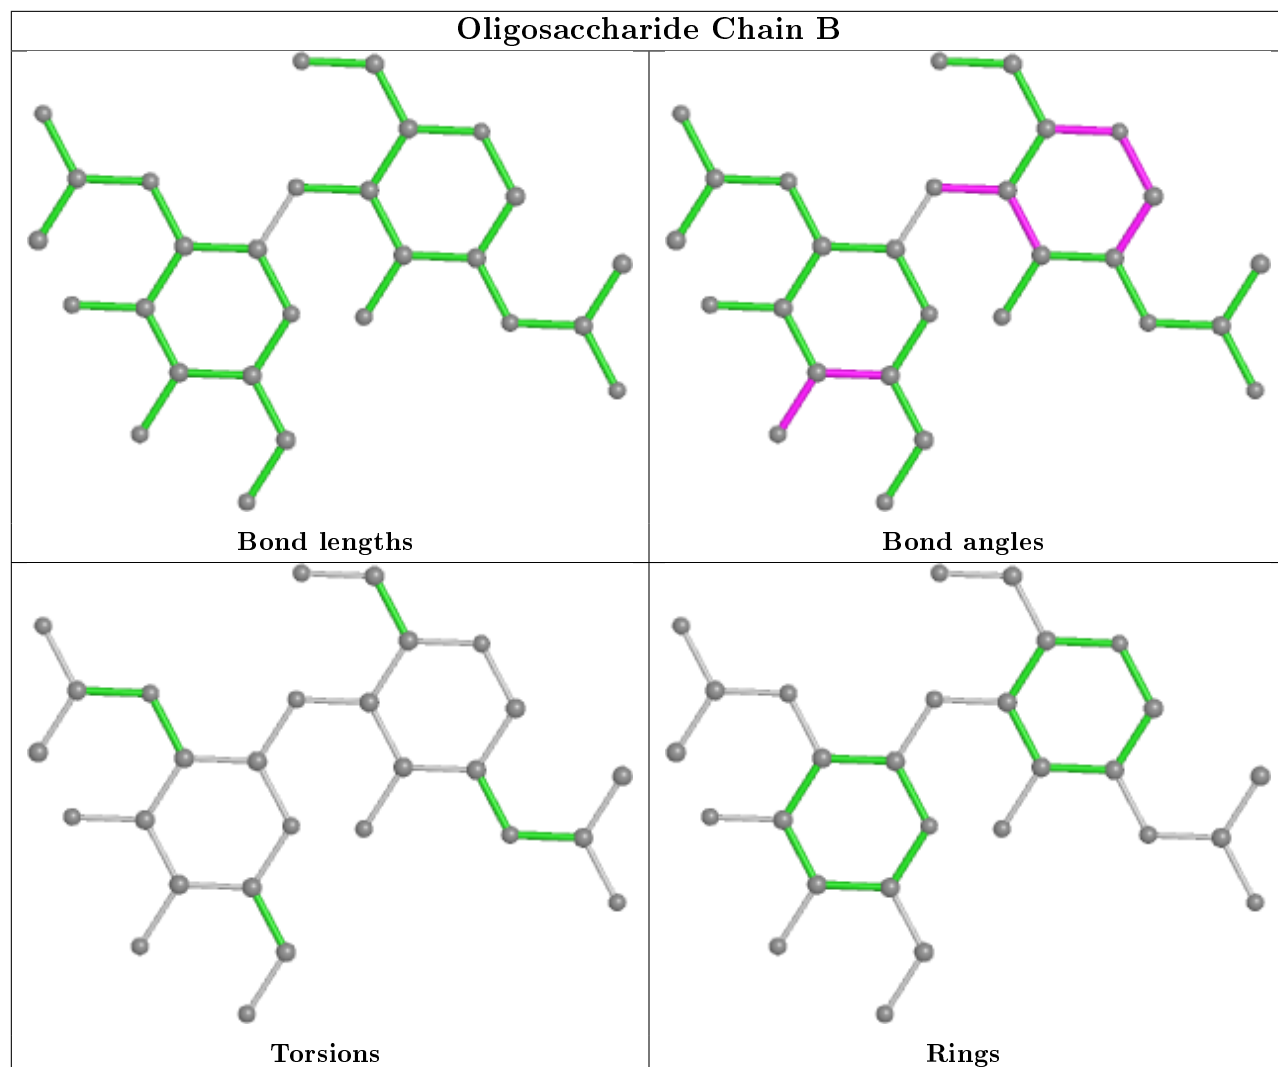 Oligosaccharide Chain B
Bond lengths
Bond angles
Torsions
Rings